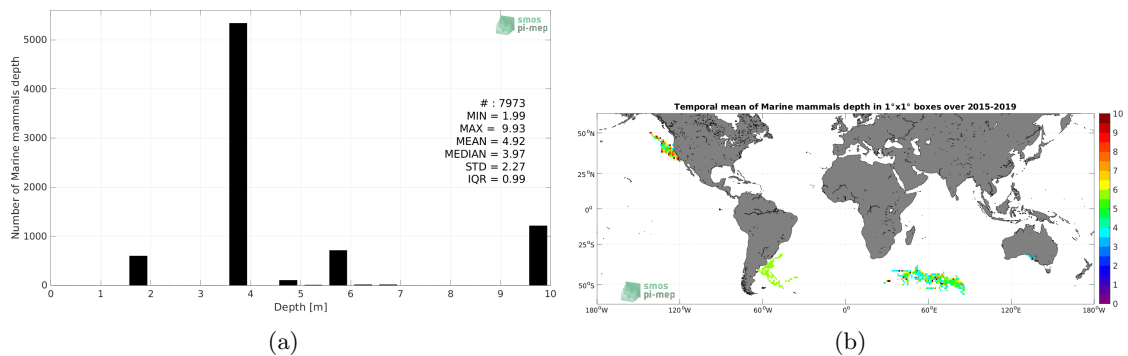 5000
4000
3000
2000
1000
0
Number of Marine mammals depth
smos
pi-mep
# : 7973
MIN = 1.99
MAX = 9.93
MEAN = 4.92
MEDIAN = 3.97
STD = 2.27
IQR = 0.99
0 1 2 3 4 5 6 7 8 9 10
Depth [m]
(a)
Temporal mean of Marine mammals depth in 1°x1° boxes over 2015-2019
50°N
25°N
0°
25°S
50°S
180°W 120°W 60°W 0° 60°E 120°E 180°W
smos
pi-mep
10
9
8
7
6
5
4
3
2
1
0
(b)